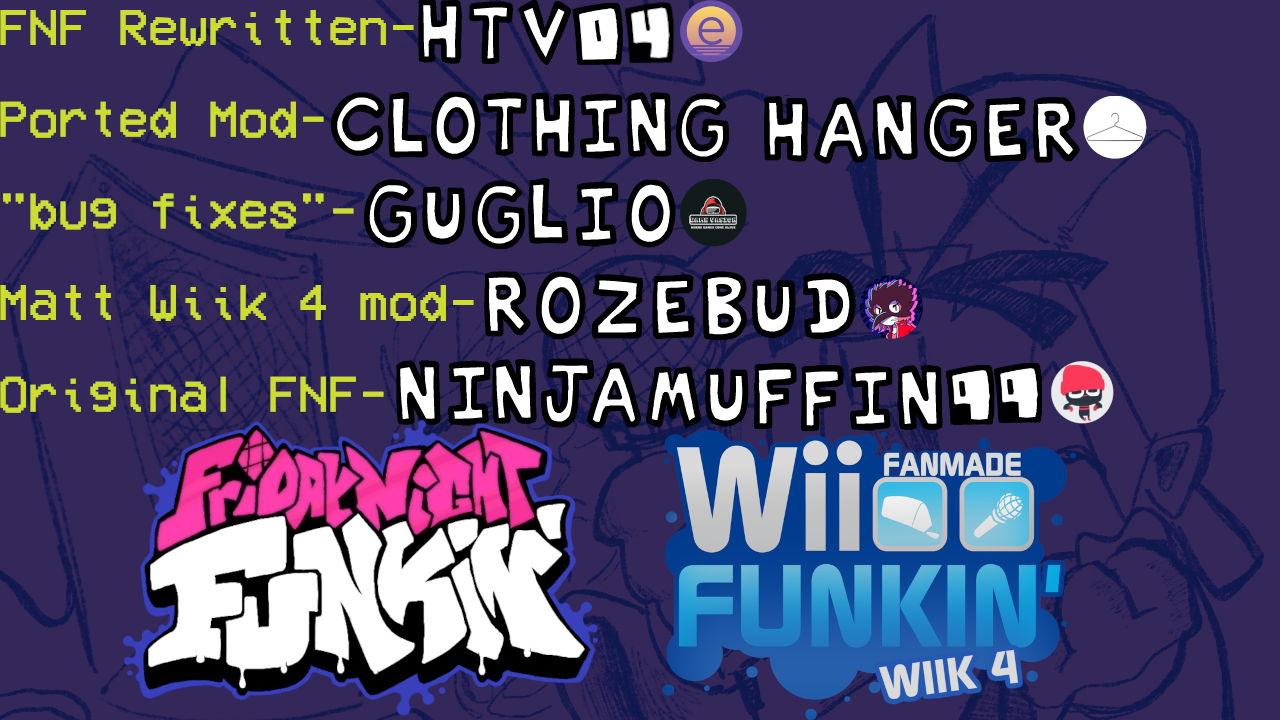 FNF Rewritten-HTV04 e
Ported Mod-CLOTHING HANGER
"bug fixes"-GUGLIO
Matt Wiik 4 mod-ROZEBUD
Original FNF-NINJAMUFFIN99
FRIDAY NIGHT
FUNKIN'
Wii FANMADE
FUNKIN'
WIIK 4